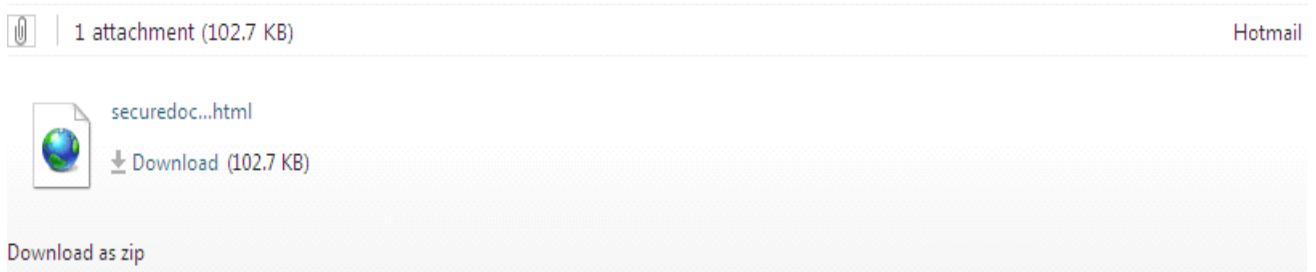 1 attachment (102.7 KB) Hotmail
securedoc...html
Download (102.7 KB)
Download as zip